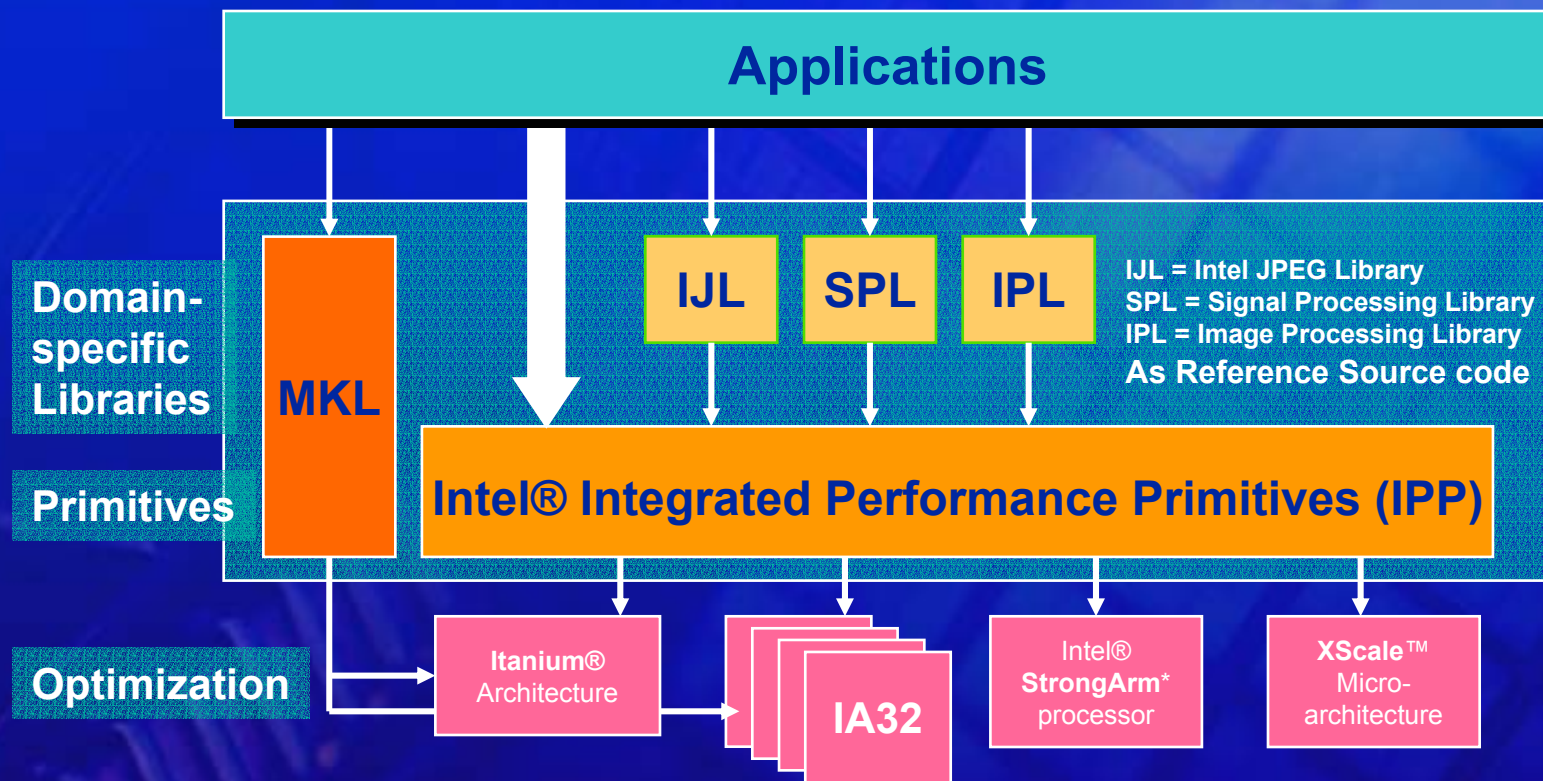 Applications
Domain-
specific
Libraries
MKL
IJL
SPL
IPL
IJL = Intel JPEG Library
SPL = Signal Processing Library
IPL = Image Processing Library
As Reference Source code
Primitives
Intel® Integrated Performance Primitives (IPP)
Optimization
Itanium®
Architecture
IA32
Intel®
StrongArm*
processor
XScale™
Micro-
architecture